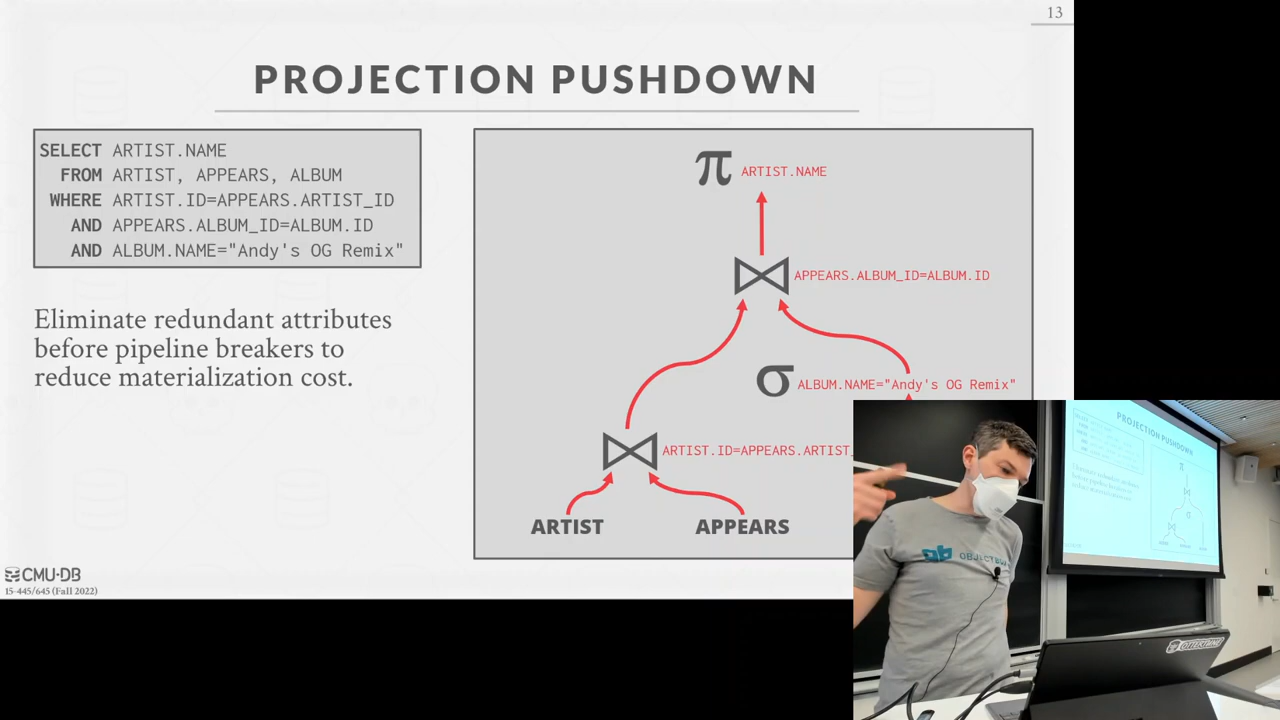 13
PROJECTION PUSHDOWN
SELECT ARTIST.NAME
FROM ARTIST, APPEARS, ALBUM
WHERE ARTIST.ID=APPEARS.ARTIST_ID
AND APPEARS.ALBUM_ID=ALBUM.ID
AND ALBUM.NAME="Andy's OG Remix"
Eliminate redundant attributes
before pipeline breakers to
reduce materialization cost.
π ARTIST.NAME
APPEARS.ALBUM_ID=ALBUM.ID
σ ALBUM.NAME="Andy's OG Remix"
ARTIST.ID=APPEARS.ARTIST_
ARTIST APPEARS
CMU·DB
15-445/645 (Fall 2022)
PROJECTION PUSHDOWN